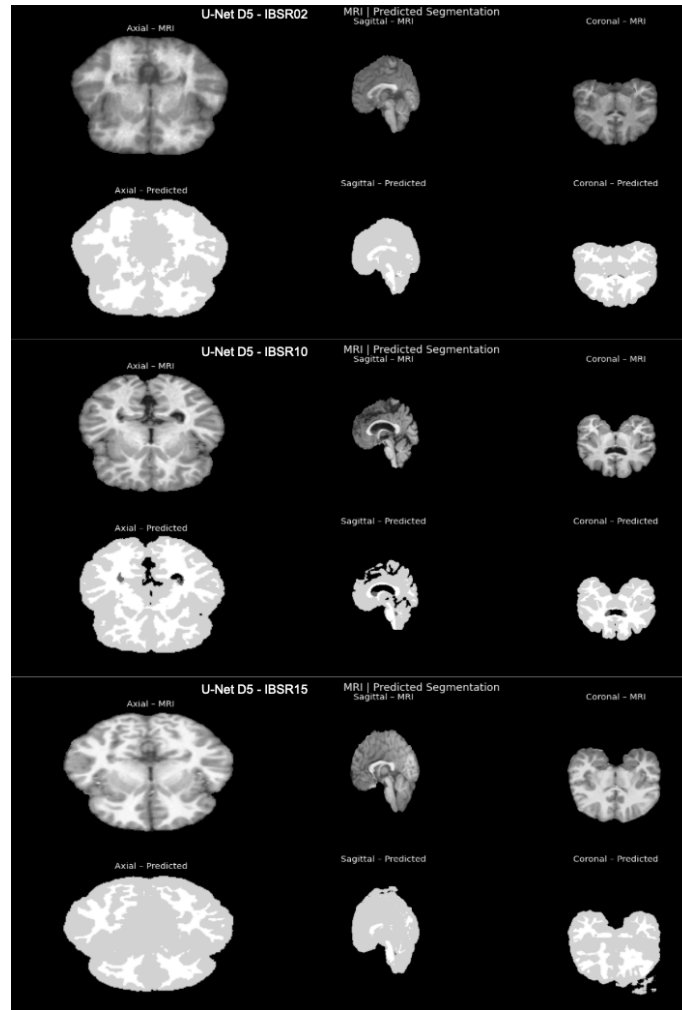 U-Net D5 - IBSR02 MRI | Predicted Segmentation
Axial – MRI Sagittal – MRI Coronal – MRI
Axial – Predicted Sagittal – Predicted Coronal – Predicted
U-Net D5 - IBSR10 MRI | Predicted Segmentation
Axial – MRI Sagittal – MRI Coronal – MRI
Axial – Predicted Sagittal – Predicted Coronal – Predicted
U-Net D5 - IBSR15 MRI | Predicted Segmentation
Axial – MRI Sagittal – MRI Coronal – MRI
Axial – Predicted Sagittal – Predicted Coronal – Predicted